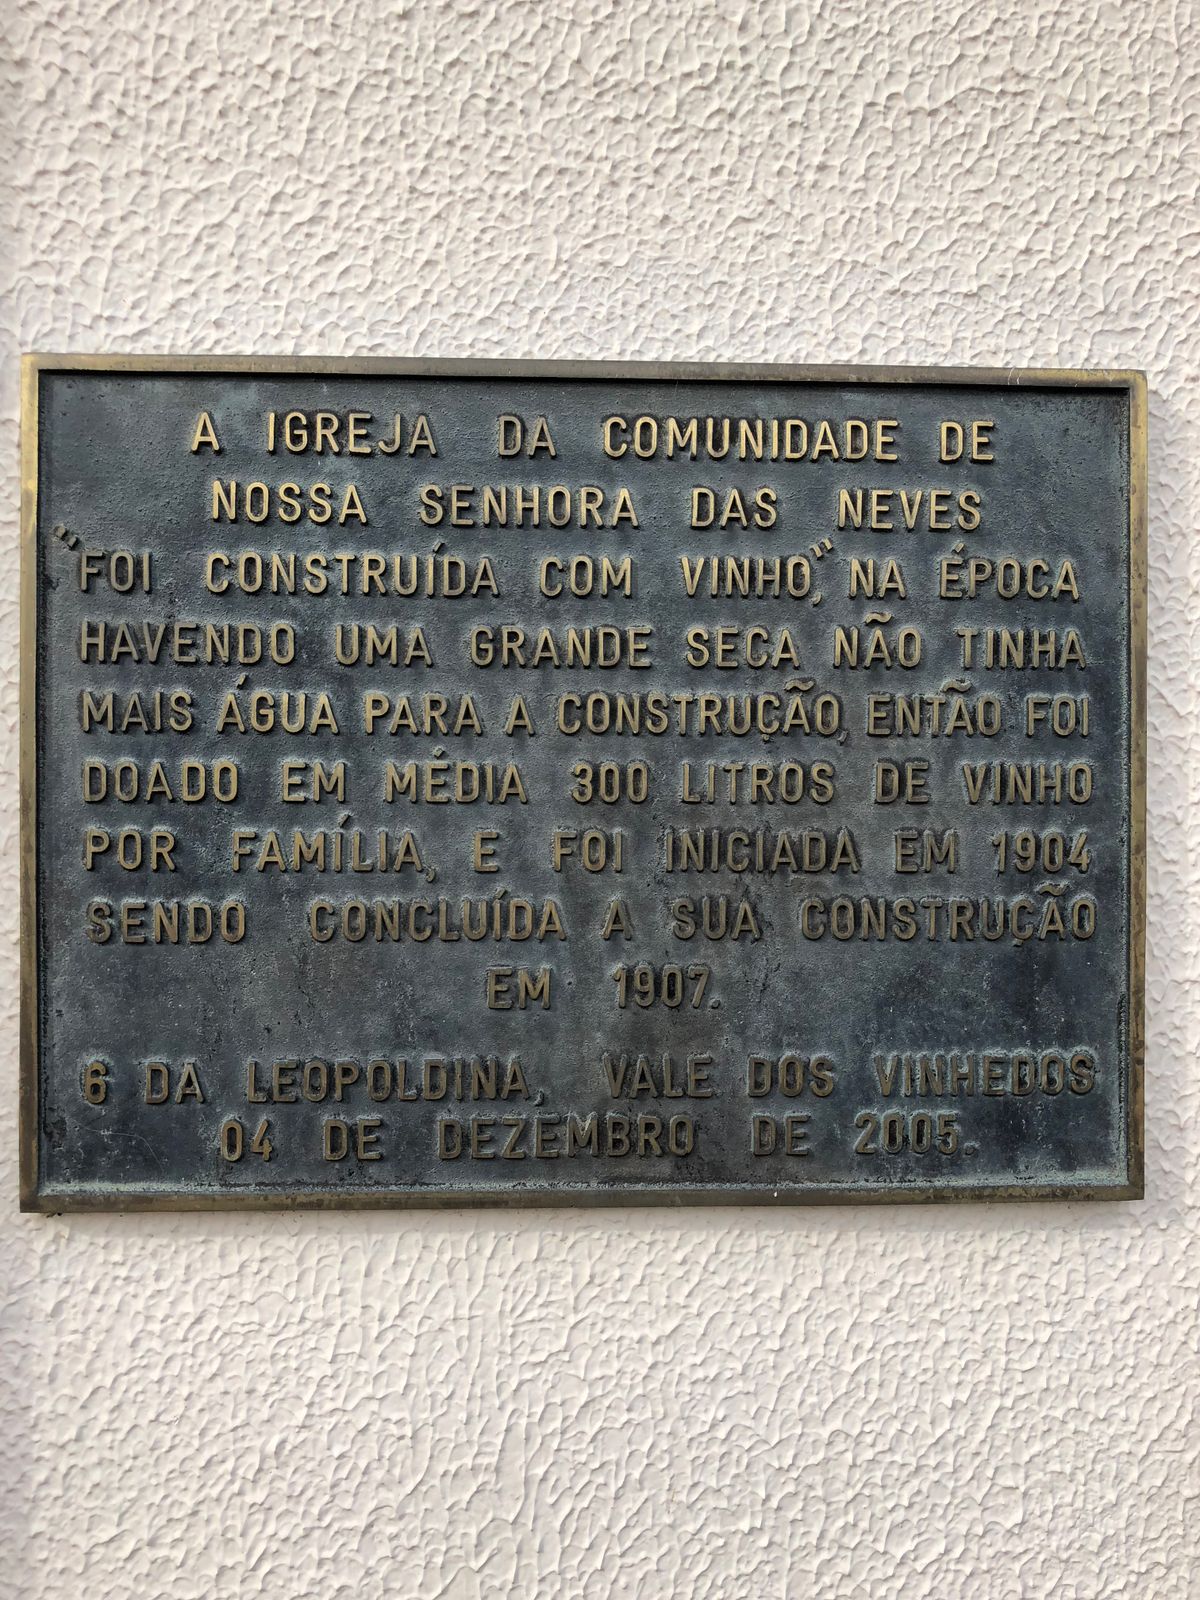 A IGREJA DA COMUNIDADE DE
NOSSA SENHORA DAS NEVES
"FOI CONSTRUÍDA COM VINHO", NA ÉPOCA
HAVENDO UMA GRANDE SECA NÃO TINHA
MAIS ÁGUA PARA A CONSTRUÇÃO, ENTÃO FOI
DOADO EM MÉDIA 300 LITROS DE VINHO
POR FAMÍLIA, E FOI INICIADA EM 1904
SENDO CONCLUÍDA A SUA CONSTRUÇÃO
EM 1907.
6 DA LEOPOLDINA, VALE DOS VINHEDOS
04 DE DEZEMBRO DE 2005.